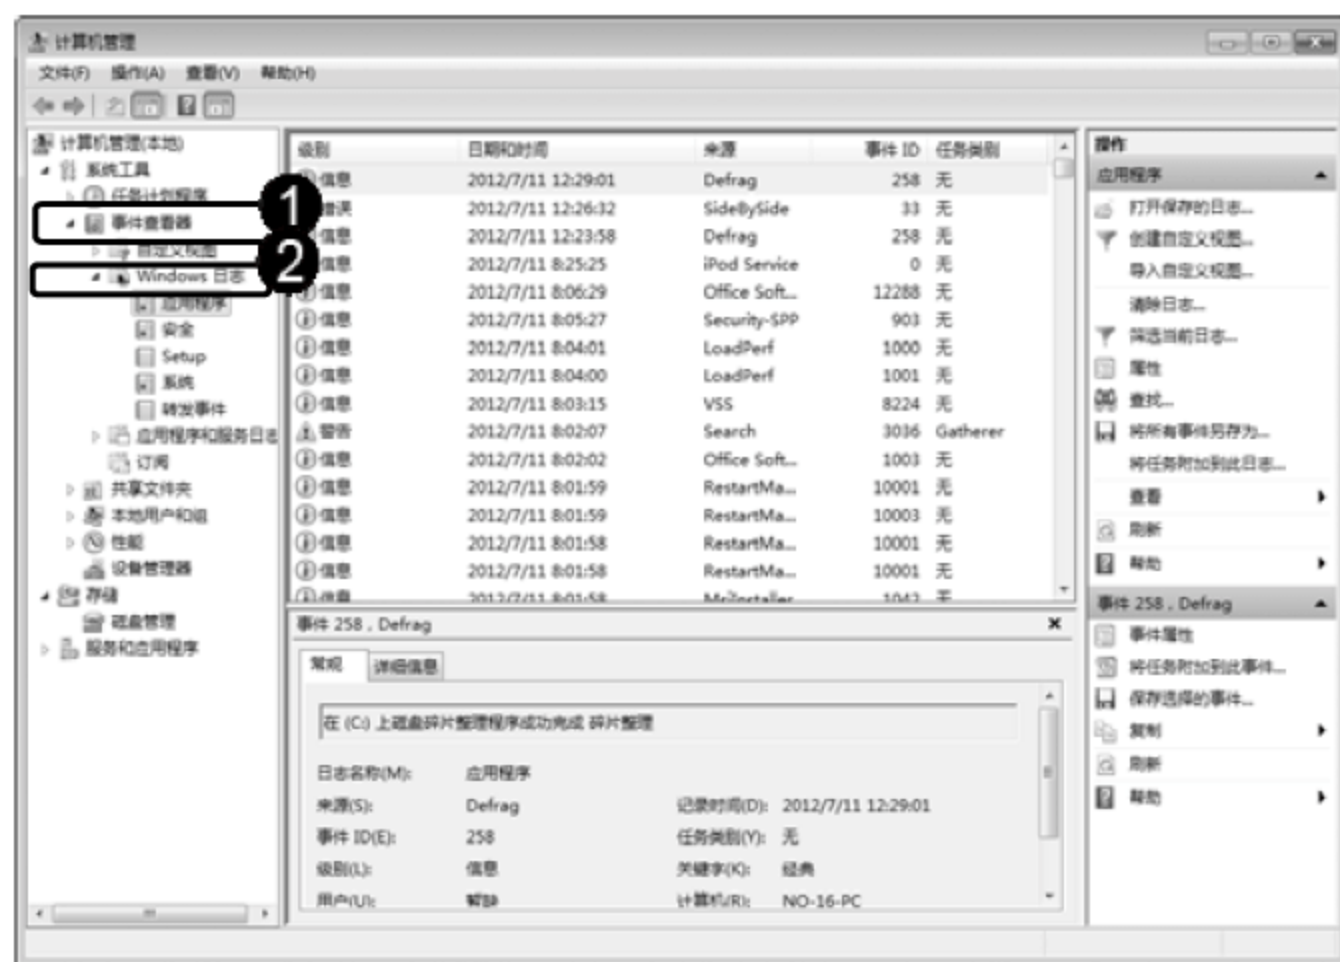 计算机管理
文件(F) 操作(A) 查看(V) 帮助(H)
计算机管理(本地)
系统工具
任务计划程序
1
事件查看器
自定义视图
2
Windows 日志
应用程序
安全
Setup
系统
转发事件
应用程序和服务日志
订阅
共享文件夹
本地用户和组
性能
设备管理器
存储
磁盘管理
服务和应用程序
级别 日期和时间 来源 事件 ID 任务类别
信息 2012/7/11 12:29:01 Defrag 258 无
错误 2012/7/11 12:26:32 SideBySide 33 无
信息 2012/7/11 12:23:58 Defrag 258 无
信息 2012/7/11 8:25:25 iPod Service 0 无
信息 2012/7/11 8:06:29 Office Soft... 12288 无
信息 2012/7/11 8:05:27 Security-SPP 903 无
信息 2012/7/11 8:04:01 LoadPerf 1000 无
信息 2012/7/11 8:04:00 LoadPerf 1001 无
信息 2012/7/11 8:03:15 VSS 8224 无
警告 2012/7/11 8:02:07 Search 3036 Gatherer
信息 2012/7/11 8:02:02 Office Soft... 1003 无
信息 2012/7/11 8:01:59 RestartMa... 10001 无
信息 2012/7/11 8:01:59 RestartMa... 10003 无
信息 2012/7/11 8:01:58 RestartMa... 10001 无
信息 2012/7/11 8:01:58 RestartMa... 10001 无
信息 2012/7/11 8:01:58 MsiInstaller 1042 无
事件 258，Defrag
常规 详细信息
在 (C:) 上磁盘碎片整理程序成功完成 碎片整理
日志名称(M): 应用程序
来源(S): Defrag 记录时间(D): 2012/7/11 12:29:01
事件 ID(E): 258 任务类别(Y): 无
级别(L): 信息 关键字(K): 经典
用户(U): 暂缺 计算机(R): NO-16-PC
操作
应用程序
打开保存的日志...
创建自定义视图...
导入自定义视图...
清除日志...
筛选当前日志...
属性
查找...
将所有事件另存为...
将任务附加到此日志...
查看
刷新
帮助
事件 258，Defrag
事件属性
将任务附加到此事件...
保存选择的事件...
复制
刷新
帮助